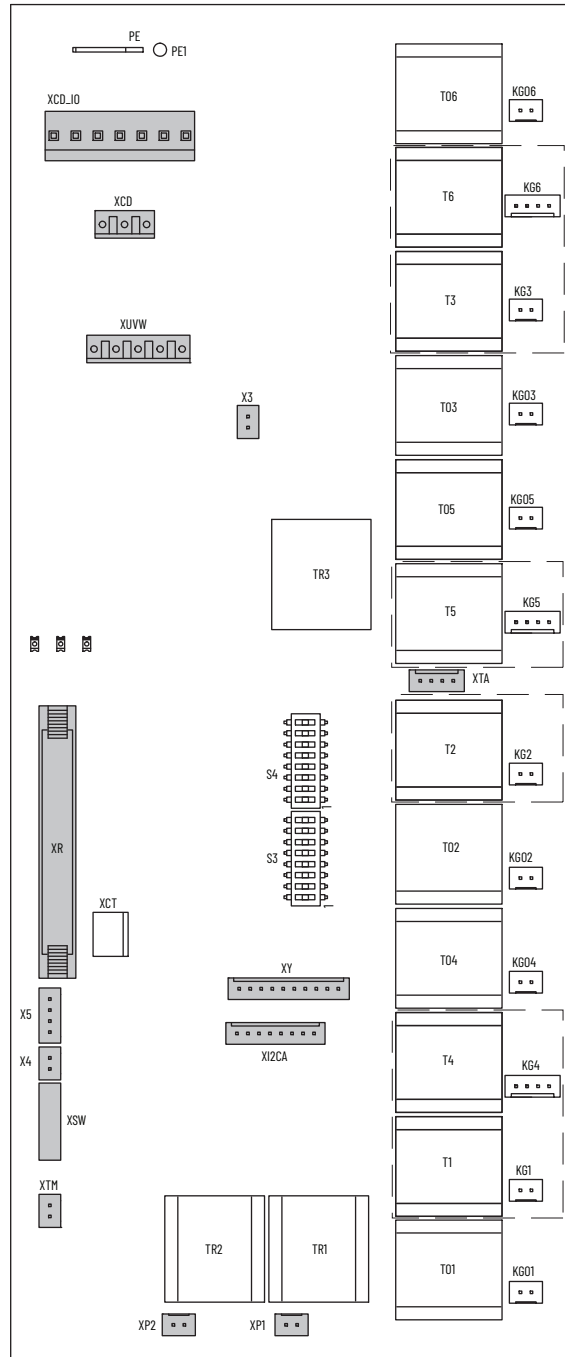 PE
PE1
XCD_IO
T06
KG06
T6
KG6
XCD
T3
KG3
XUVW
X3
T03
KG03
T05
KG05
TR3
T5
KG5
XTA
S4
T2
KG2
S3
T02
KG02
XR
XCT
XY
T04
KG04
X5
XI2CA
X4
T4
KG4
XSW
T1
KG1
XTM
TR2
TR1
T01
KG01
XP2
XP1